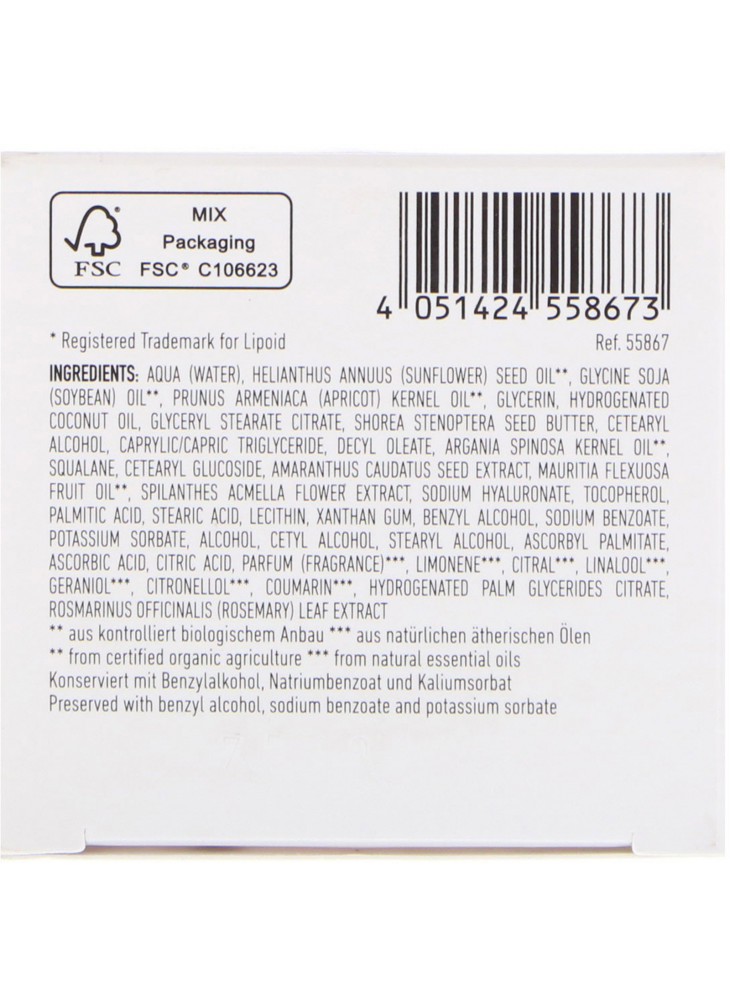 MIX
Packaging
FSC® FSC® C106623
4 051424 558673
* Registered Trademark for Lipoid Ref. 55867
INGREDIENTS: AQUA (WATER), HELIANTHUS ANNUUS (SUNFLOWER) SEED OIL**, GLYCINE SOJA
(SOYBEAN) OIL**, PRUNUS ARMENIACA (APRICOT) KERNEL OIL**, GLYCERIN, HYDROGENATED
COCONUT OIL, GLYCERYL STEARATE CITRATE, SHOREA STENOPTERA SEED BUTTER, CETEARYL
ALCOHOL, CAPRYLIC/CAPRIC TRIGLYCERIDE, DECYL OLEATE, ARGANIA SPINOSA KERNEL OIL**,
SQUALANE, CETEARYL GLUCOSIDE, AMARANTHUS CAUDATUS SEED EXTRACT, MAURITIA FLEXUOSA
FRUIT OIL**, SPILANTHES ACMELLA FLOWER EXTRACT, SODIUM HYALURONATE, TOCOPHEROL,
PALMITIC ACID, STEARIC ACID, LECITHIN, XANTHAN GUM, BENZYL ALCOHOL, SODIUM BENZOATE,
POTASSIUM SORBATE, ALCOHOL, CETYL ALCOHOL, STEARYL ALCOHOL, ASCORBYL PALMITATE,
ASCORBIC ACID, CITRIC ACID, PARFUM (FRAGRANCE)***, LIMONENE***, CITRAL***, LINALOOL***,
GERANIOL***, CITRONELLOL***, COUMARIN***, HYDROGENATED PALM GLYCERIDES CITRATE,
ROSMARINUS OFFICINALIS (ROSEMARY) LEAF EXTRACT
** aus kontrolliert biologischem Anbau *** aus natürlichen ätherischen Ölen
** from certified organic agriculture *** from natural essential oils
Konserviert mit Benzylalkohol, Natriumbenzoat und Kaliumsorbat
Preserved with benzyl alcohol, sodium benzoate and potassium sorbate